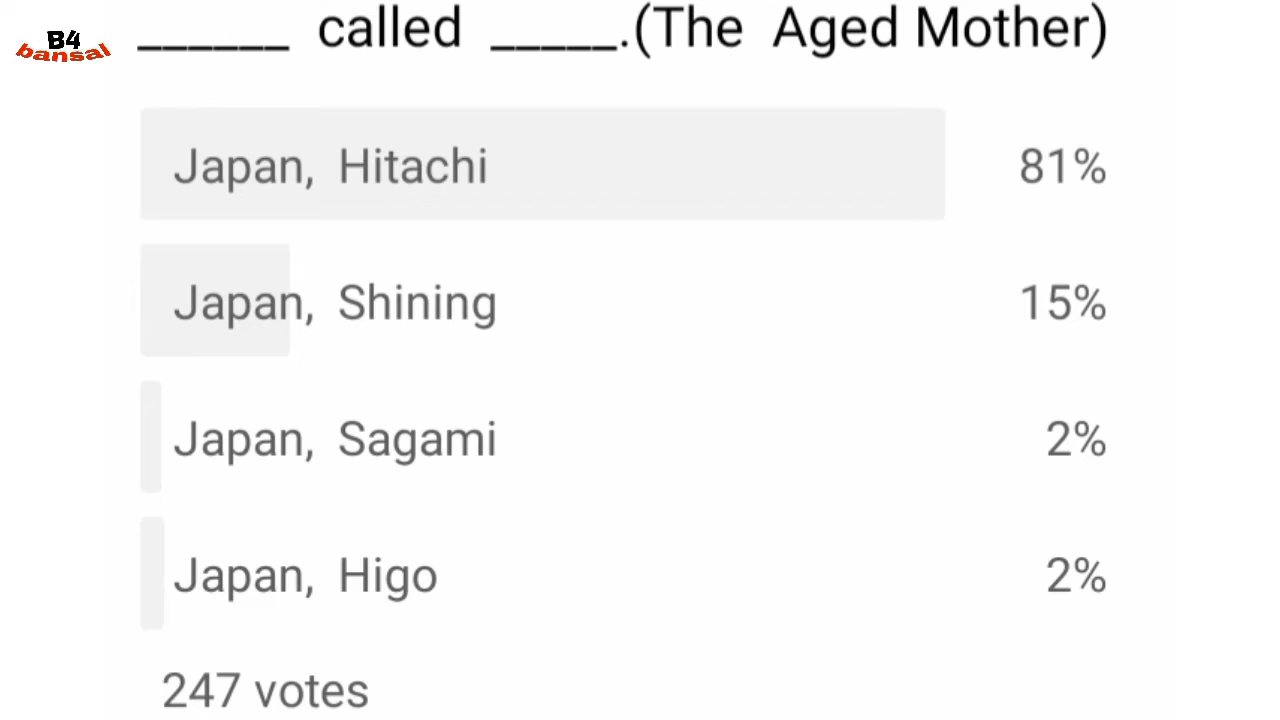 B4
bansal
______ called _____.(The Aged Mother)
Japan, Hitachi 81%
Japan, Shining 15%
Japan, Sagami 2%
Japan, Higo 2%
247 votes